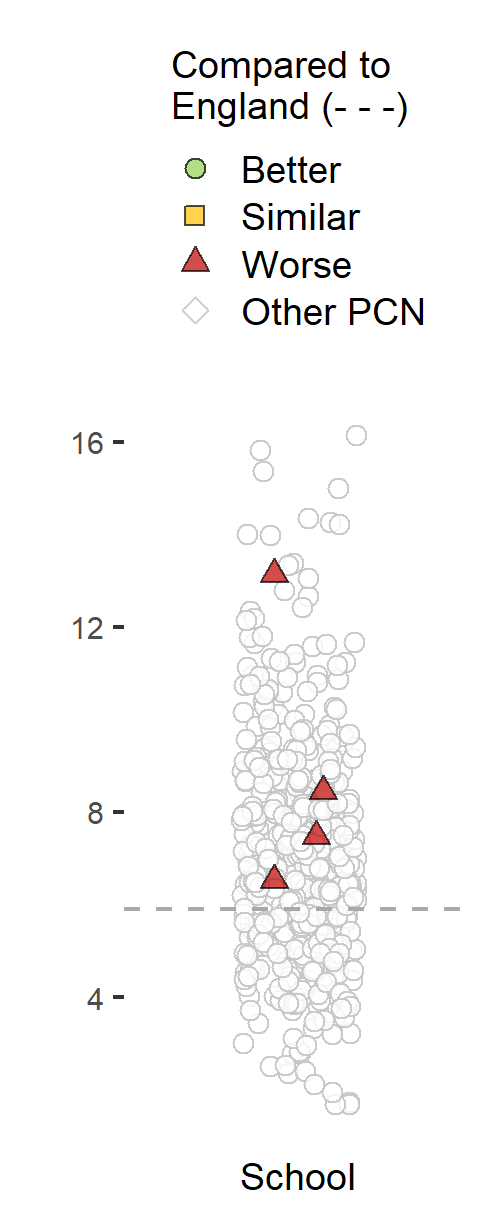 Compared to
England (- - -)
Better
Similar
Worse
Other PCN
16
12
8
4
School